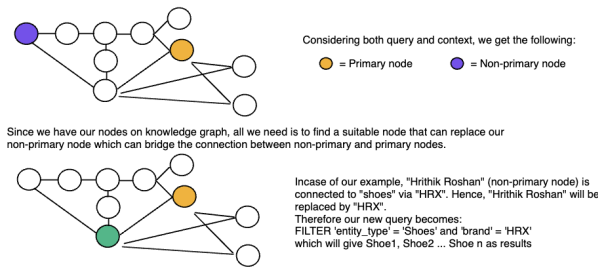 Considering both query and context, we get the following:
= Primary node
= Non-primary node
Since we have our nodes on knowledge graph, all we need is to find a suitable node that can replace our
non-primary node which can bridge the connection between non-primary and primary nodes.
Incase of our example, "Hrithik Roshan" (non-primary node) is
connected to "shoes" via "HRX". Hence, "Hrithik Roshan" will be
replaced by "HRX".
Therefore our new query becomes:
FILTER 'entity_type' = 'Shoes' and 'brand' = 'HRX'
which will give Shoe1, Shoe2 ... Shoe n as results